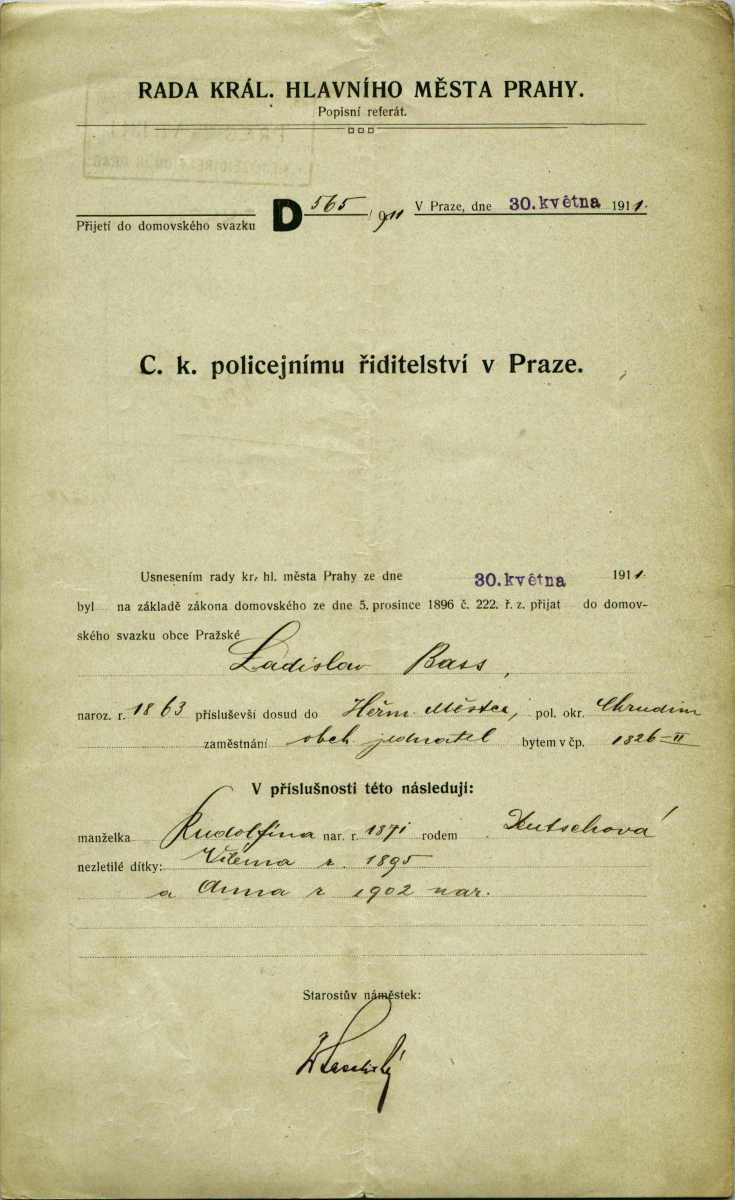 RADA KRÁL. HLAVNÍHO MĚSTA PRAHY.
Popisní referát.
Přijetí do domovského svazku D 565 / 911 V Praze, dne 30. května 1911.
C. k. policejnímu řiditelství v Praze.
Usnesením rady kr. hl. města Prahy ze dne 30. května 1911.
byl na základě zákona domovského ze dne 5. prosince 1896 č. 222. ř. z. přijat do domov-
ského svazku obce Pražské
Ladislav Bass,
naroz. r. 1863 přísluševší dosud do Heřm. Městce, pol. okr. Chrudim
zaměstnání obch. jednatel bytem v čp. 1326-II
V příslušnosti této následují:
manželka Rudolfina nar. r. 1871 rodem
nezletilé dítky: Vilema r. 1895
a Anna r 1902 nar.
Starostův náměstek: